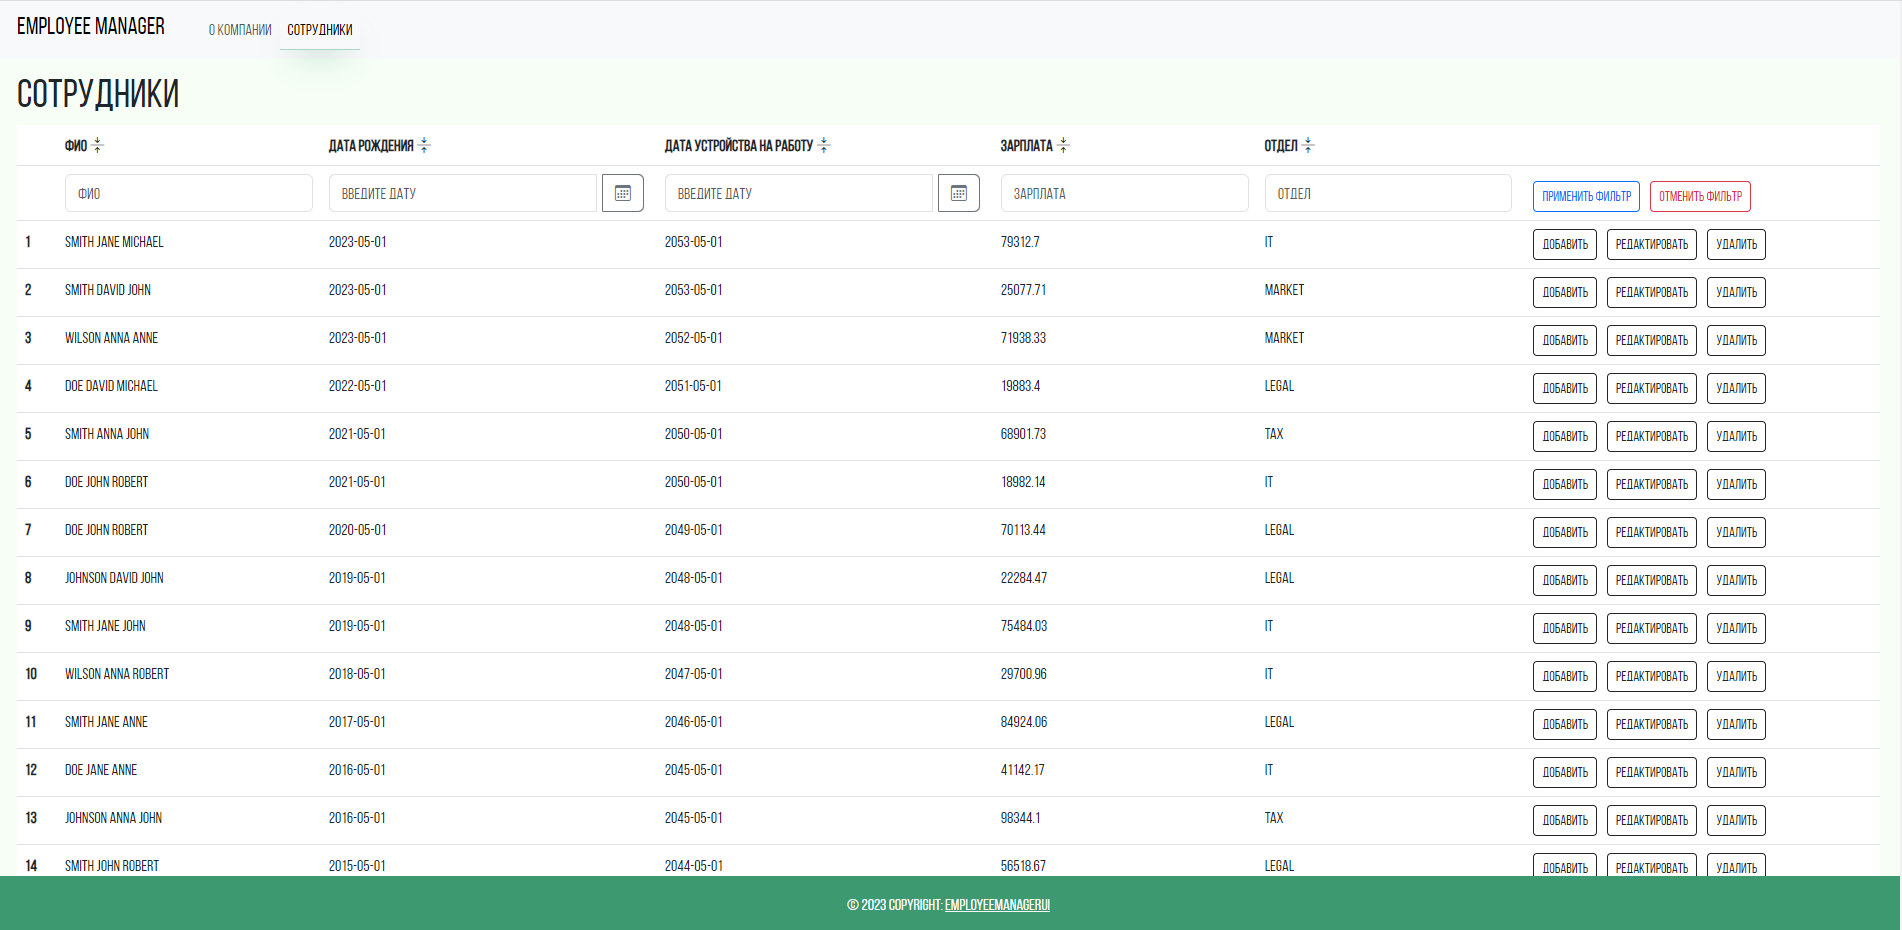 EMPLOYEE MANAGER О КОМПАНИИ СОТРУДНИКИ
СОТРУДНИКИ
ФИО ДАТА РОЖДЕНИЯ ДАТА УСТРОЙСТВА НА РАБОТУ ЗАРПЛАТА ОТДЕЛ
ФИО ВВЕДИТЕ ДАТУ ВВЕДИТЕ ДАТУ ЗАРПЛАТА ОТДЕЛ ПРИМЕНИТЬ ФИЛЬТР ОТМЕНИТЬ ФИЛЬТР
1 SMITH JANE MICHAEL 2023-05-01 2053-05-01 79312.7 IT ДОБАВИТЬ РЕДАКТИРОВАТЬ УДАЛИТЬ
2 SMITH DAVID JOHN 2023-05-01 2053-05-01 25077.71 MARKET ДОБАВИТЬ РЕДАКТИРОВАТЬ УДАЛИТЬ
3 WILSON ANNA ANNE 2023-05-01 2052-05-01 71938.33 MARKET ДОБАВИТЬ РЕДАКТИРОВАТЬ УДАЛИТЬ
4 DOE DAVID MICHAEL 2022-05-01 2051-05-01 19883.4 LEGAL ДОБАВИТЬ РЕДАКТИРОВАТЬ УДАЛИТЬ
5 SMITH ANNA JOHN 2021-05-01 2050-05-01 68901.73 TAX ДОБАВИТЬ РЕДАКТИРОВАТЬ УДАЛИТЬ
6 DOE JOHN ROBERT 2021-05-01 2050-05-01 18982.14 IT ДОБАВИТЬ РЕДАКТИРОВАТЬ УДАЛИТЬ
7 DOE JOHN ROBERT 2020-05-01 2049-05-01 70113.44 LEGAL ДОБАВИТЬ РЕДАКТИРОВАТЬ УДАЛИТЬ
8 JOHNSON DAVID JOHN 2019-05-01 2048-05-01 22284.47 LEGAL ДОБАВИТЬ РЕДАКТИРОВАТЬ УДАЛИТЬ
9 SMITH JANE JOHN 2019-05-01 2048-05-01 75484.03 IT ДОБАВИТЬ РЕДАКТИРОВАТЬ УДАЛИТЬ
10 WILSON ANNA ROBERT 2018-05-01 2047-05-01 29700.96 IT ДОБАВИТЬ РЕДАКТИРОВАТЬ УДАЛИТЬ
11 SMITH JANE ANNE 2017-05-01 2046-05-01 84924.06 LEGAL ДОБАВИТЬ РЕДАКТИРОВАТЬ УДАЛИТЬ
12 DOE JANE ANNE 2016-05-01 2045-05-01 41142.17 IT ДОБАВИТЬ РЕДАКТИРОВАТЬ УДАЛИТЬ
13 JOHNSON ANNA JOHN 2016-05-01 2045-05-01 98344.1 TAX ДОБАВИТЬ РЕДАКТИРОВАТЬ УДАЛИТЬ
14 SMITH JOHN ROBERT 2015-05-01 2044-05-01 56518.67 LEGAL ДОБАВИТЬ РЕДАКТИРОВАТЬ УДАЛИТЬ
© 2023 COPYRIGHT: EMPLOYEEMANAGERUI